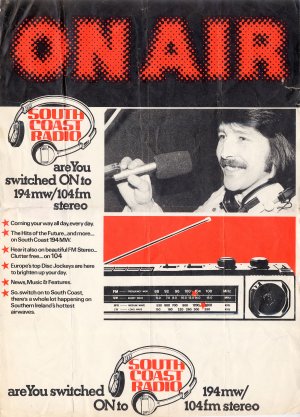 ON AIR
SOUTH
COAST
RADIO
are You
switched ON to
194mw/104fm
stereo
Coming your way all day, every day.
The Hits of the Future..and more...
on South Coast 194 MW.
Hear it also on beautiful FM Stereo...
Clutter free... on 104
Europe's top Disc Jockeys are here
to brighten up your day.
News, Music & Features.
So..switch on to South Coast,
there's a whole lot happening on
Southern Ireland's hottest
airwaves.
SOUTH
COAST
RADIO
are You switched
ON to
194mw/
104fm stereo